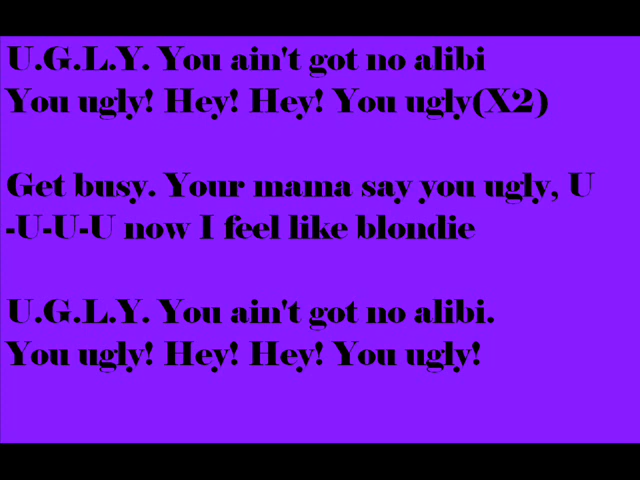 U.G.L.Y. You ain't got no alibi
You ugly! Hey! Hey! You ugly(X2)
Get busy. Your mama say you ugly, U
-U-U-U now I feel like blondie
U.G.L.Y. You ain't got no alibi.
You ugly! Hey! Hey! You ugly!